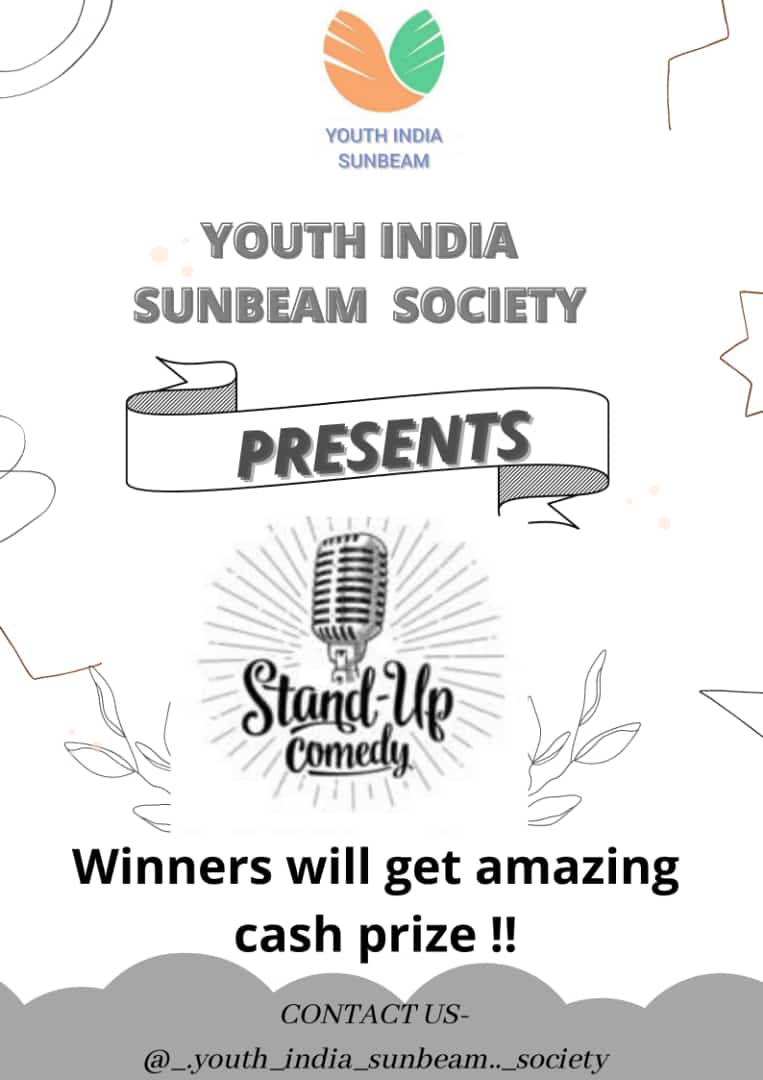 YOUTH INDIA
SUNBEAM
YOUTH INDIA
SUNBEAM SOCIETY
PRESENTS
Stand-Up
Comedy
Winners will get amazing
cash prize !!
CONTACT US-
@_.youth_india_sunbeam.._society